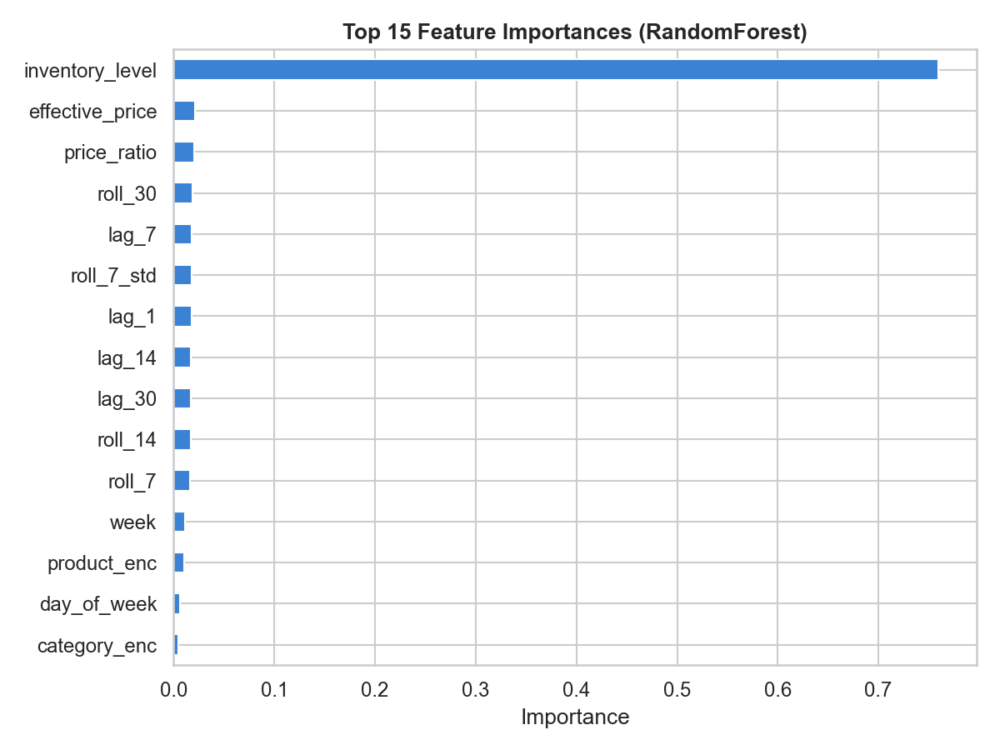 Top 15 Feature Importances (RandomForest)
inventory_level
effective_price
price_ratio
roll_30
lag_7
roll_7_std
lag_1
lag_14
lag_30
roll_14
roll_7
week
product_enc
day_of_week
category_enc
0.0 0.1 0.2 0.3 0.4 0.5 0.6 0.7
Importance